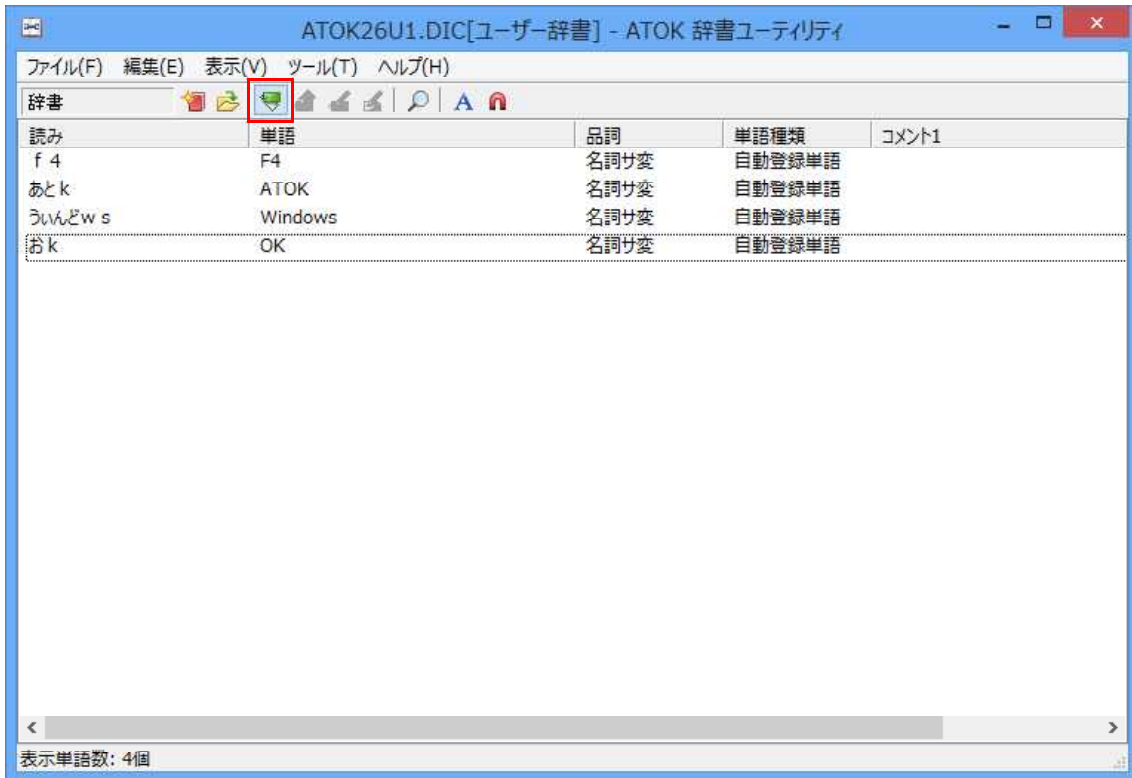 ATOK26U1.DIC[ユーザー辞書] - ATOK 辞書ユーティリティ
ファイル(F) 編集(E) 表示(V) ツール(T) ヘルプ(H)
辞書 A
読み 単語 品詞 単語種類 コメント1
ｆ４ F4 名詞サ変 自動登録単語
あとｋ ATOK 名詞サ変 自動登録単語
うぃんどｗｓ Windows 名詞サ変 自動登録単語
おｋ OK 名詞サ変 自動登録単語
表示単語数: 4個